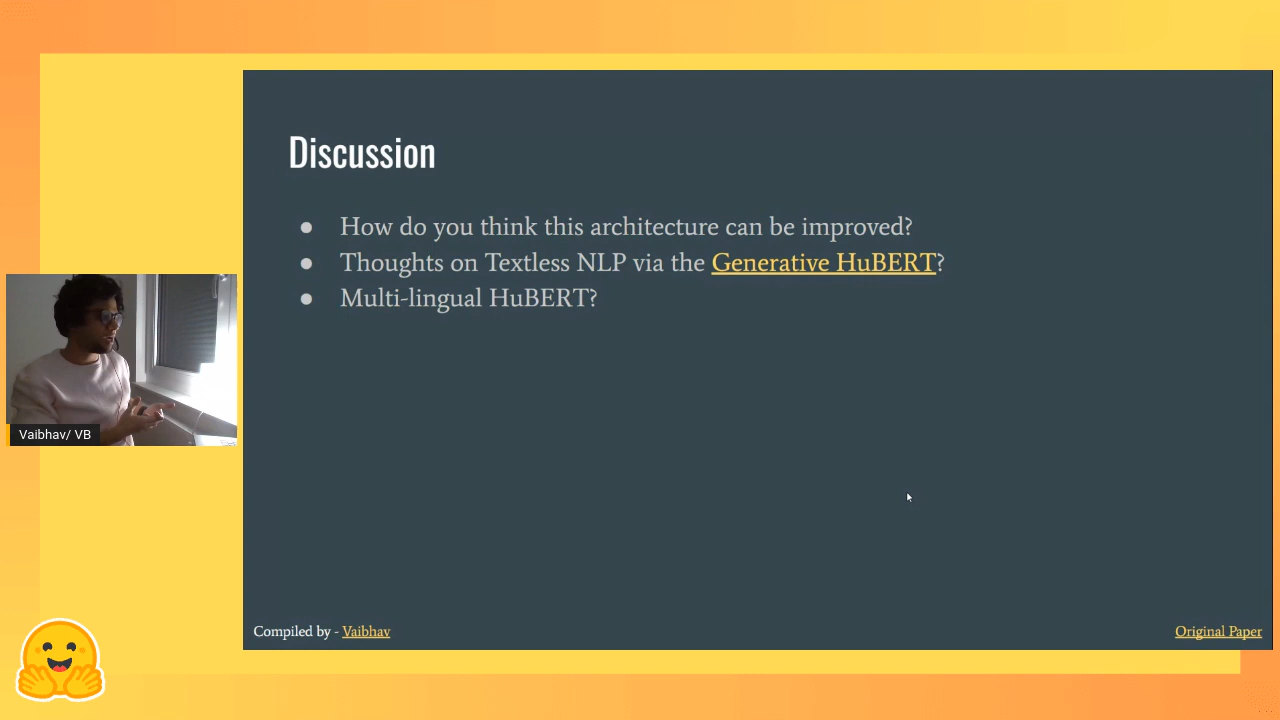 Discussion
● How do you think this architecture can be improved?
● Thoughts on Textless NLP via the Generative HuBERT?
● Multi-lingual HuBERT?
Vaibhav/ VB
Compiled by - Vaibhav
Original Paper